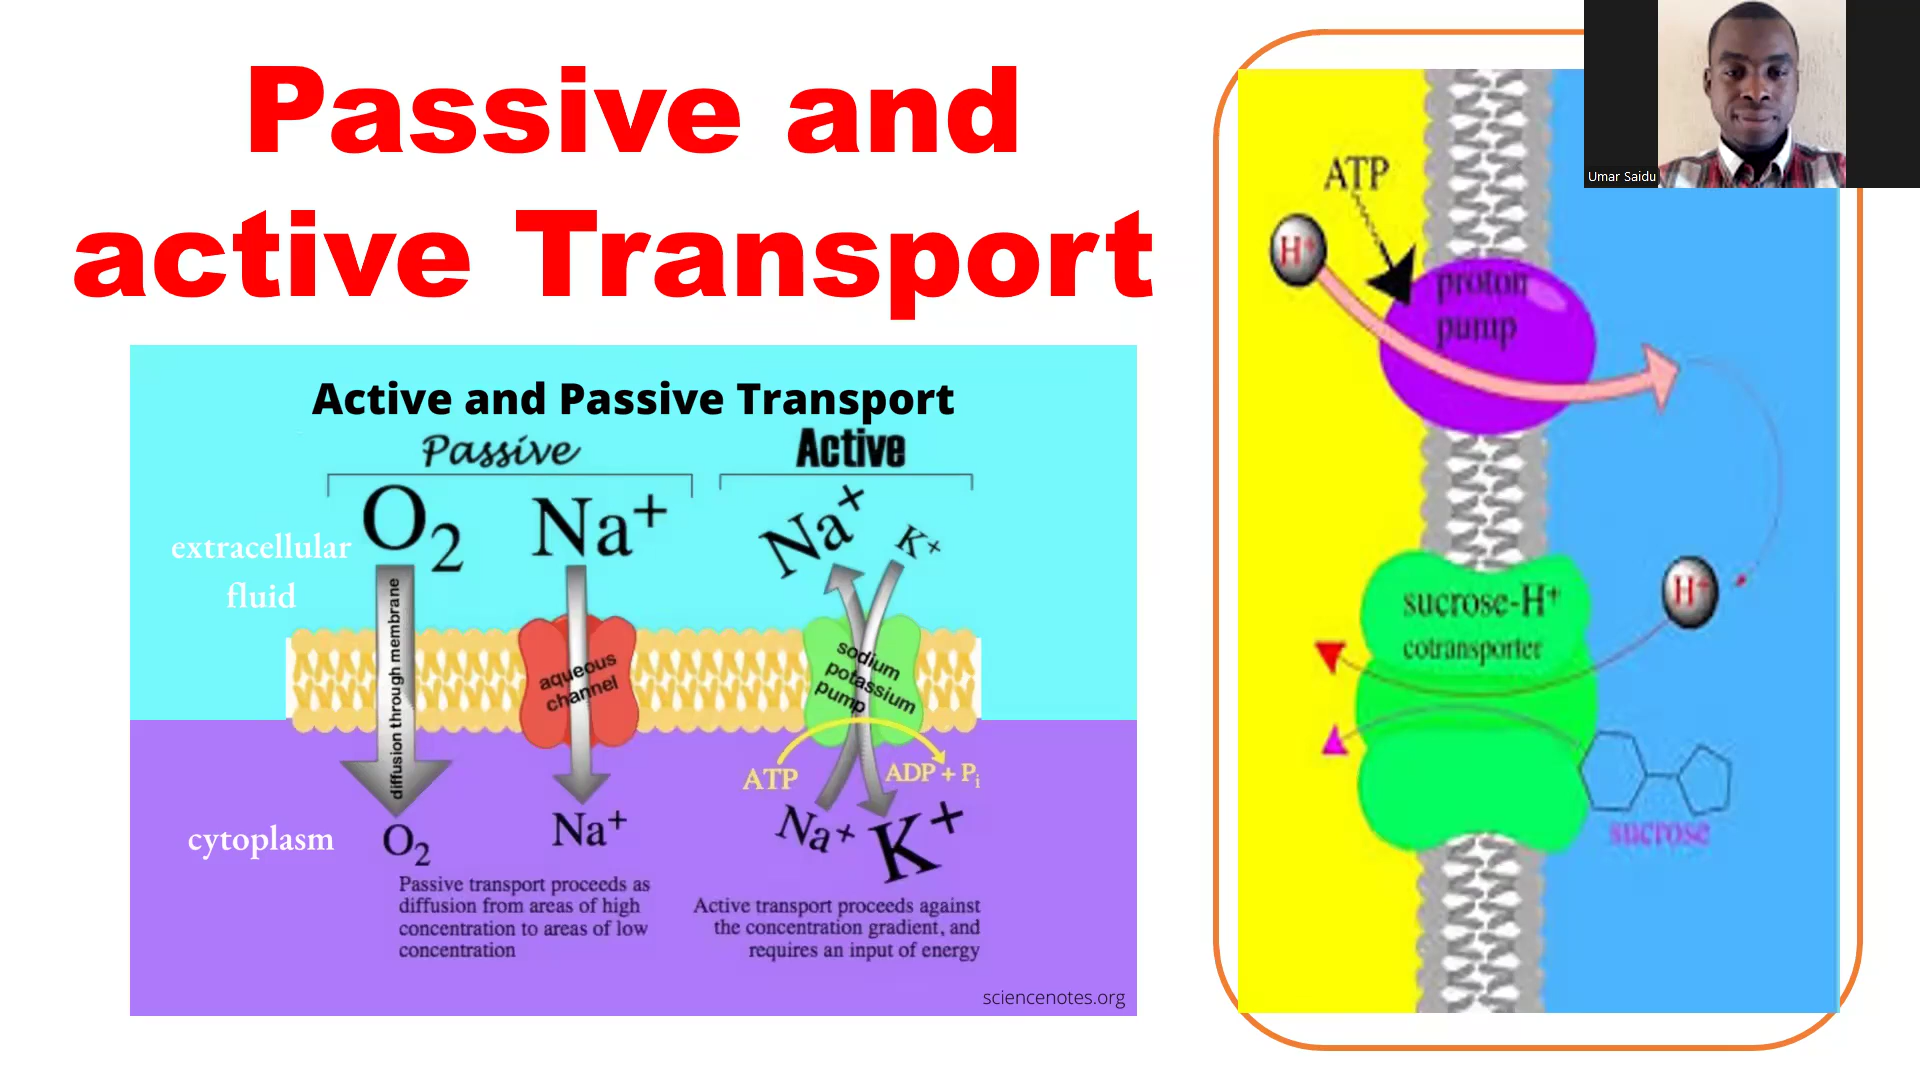 Passive and
active Transport
Active and Passive Transport
Passive
Active
O₂
Na⁺
Na⁺
K⁺
extracellular
fluid
diffusion through membrane
aqueous
channel
sodium
potassium
pump
ATP
ADP + Pᵢ
cytoplasm
O₂
Na⁺
Na⁺
K⁺
Passive transport proceeds as
diffusion from areas of high
concentration to areas of low
concentration
Active transport proceeds against
the concentration gradient, and
requires an input of energy
sciencenotes.org
ATP
H⁺
proton
pump
sucrose-H⁺
cotransporter
H⁺
sucrose
Umar Saidu